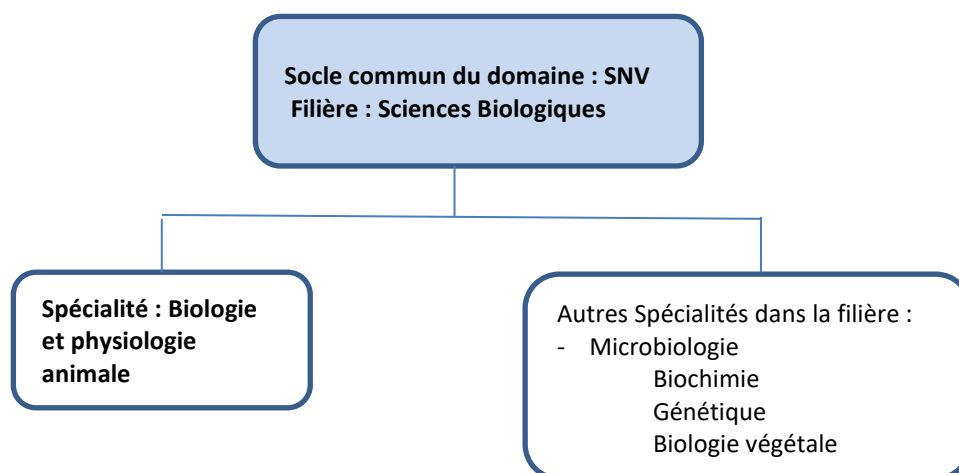 Socle commun du domaine : SNV
Filière : Sciences Biologiques
Spécialité : Biologie
et physiologie
animale
Autres Spécialités dans la filière :
- Microbiologie
Biochimie
Génétique
Biologie végétale